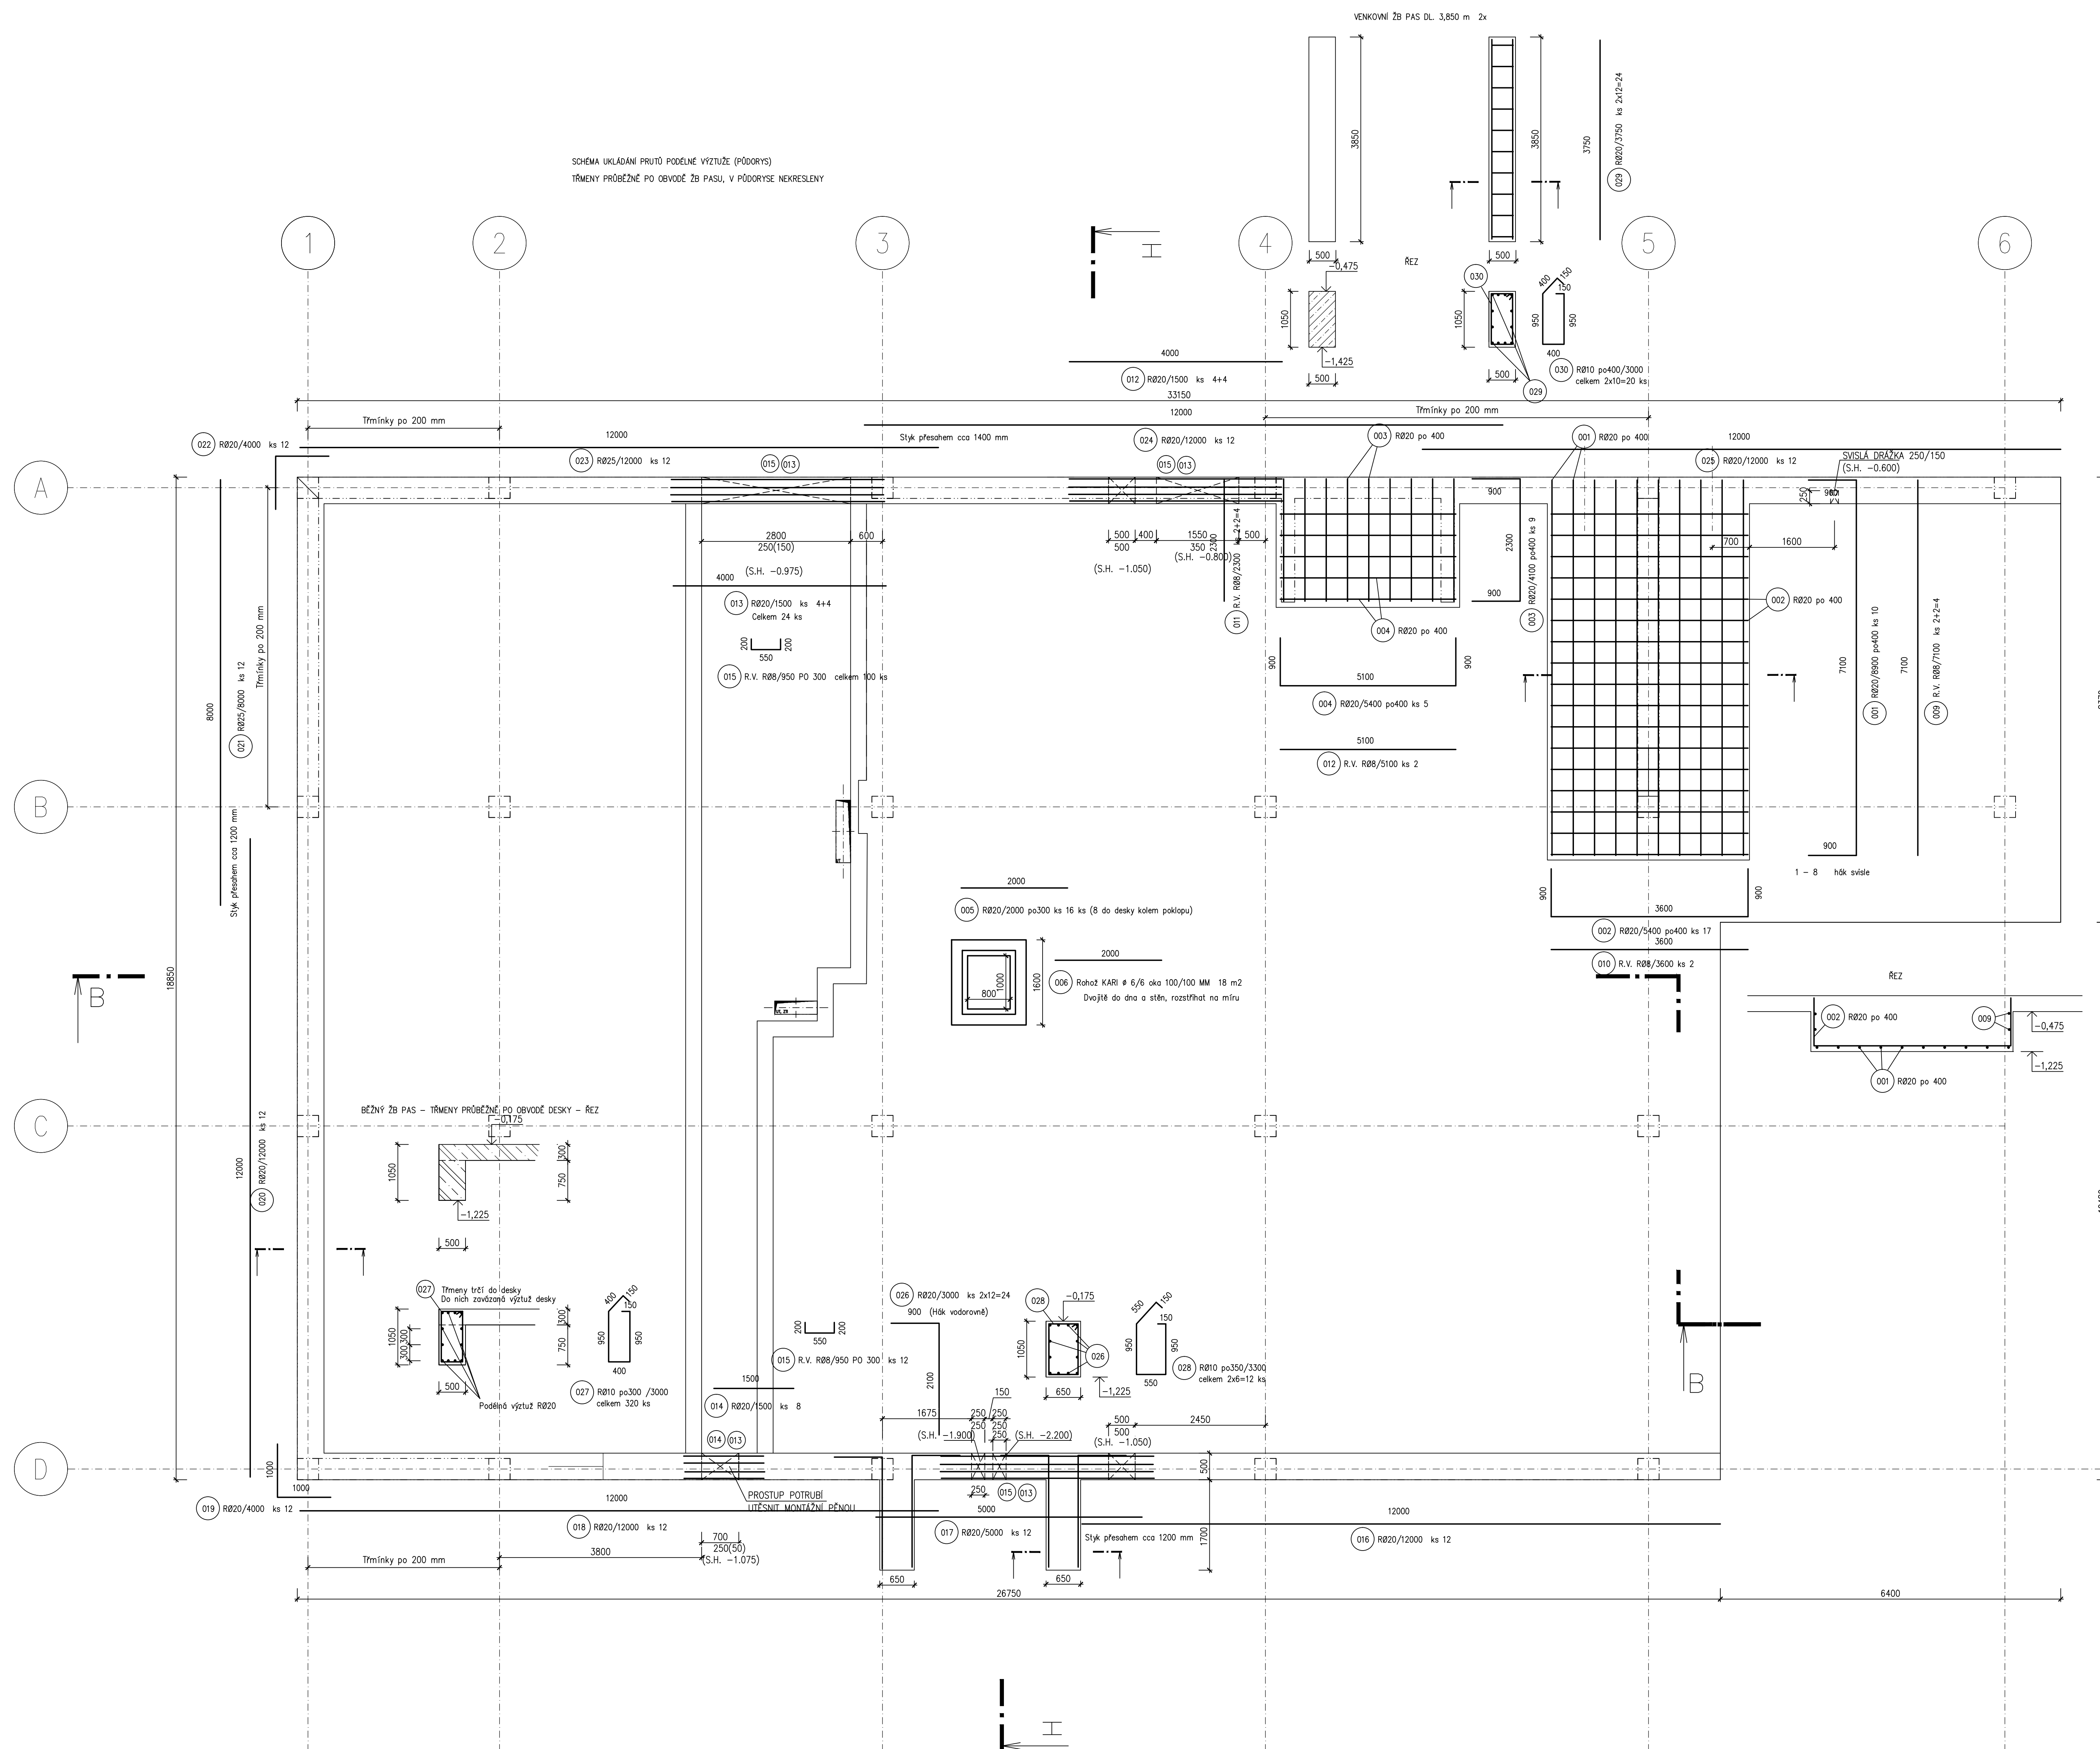 VENKOVNÍ ŽB PAS DL. 3,850 m 2x
3850
3850
3750
029 RØ20/3750 ks 2x12=24
SCHÉMA UKLÁDÁNÍ PRUTŮ PODÉLNÉ VÝZTUŽE (PŮDORYS)
TŘMENY PRŮBĚŽNĚ PO OBVODĚ ŽB PASU, V PŮDORYSE NEKRESLENY
1
2
3
4
5
6
H
500
500
ŘEZ
-0,475
030
400
150
150
1050
1050
950
950
400
-1,425
500
500
029
030 RØ10 po400/3000
celkem 2x10=20 ks
4000
012 RØ20/1500 ks 4+4
33150
Třmínky po 200 mm
12000
Třmínky po 200 mm
022 RØ20/4000 ks 12
12000
Styk přesahem cca 1400 mm
024 RØ20/12000 ks 12
003 RØ20 po 400
001 RØ20 po 400
12000
023 RØ25/12000 ks 12
015
013
015
013
025 RØ20/12000 ks 12
SVISLÁ DRÁŽKA 250/150
(S.H. -0.600)
A
900
900
250
2800
600
250(150)
(S.H. -0.975)
500
400
1550
500
500
350
(S.H. -0.800)
(S.H. -1.050)
2300
011 R.V. RØ8/2300 ks 2+2=4
2300
003 RØ20/4100 po400 ks 9
700
1600
4000
013 RØ20/1500 ks 4+4
Celkem 24 ks
200
200
550
015 R.V. RØ8/950 PO 300 celkem 100 ks
900
002 RØ20 po 400
004 RØ20 po 400
900
900
5100
004 RØ20/5400 po400 ks 5
5100
012 R.V. RØ8/5100 ks 2
7100
001 RØ20/8900 po400 ks 10
7100
009 R.V. RØ8/7100 ks 2+2=4
8000
021 RØ25/8000 ks 12
Třmínky po 200 mm
B
Styk přesahem cca 1200 mm
900
1 - 8 hák svisle
2000
005 RØ20/2000 po300 ks 16 ks (8 do desky kolem poklopu)
900
900
3600
002 RØ20/5400 po400 ks 17
3600
010 R.V. RØ8/3600 ks 2
1000
800
1600
2000
006 Rohož KARI ø 6/6 oka 100/100 MM 18 m2
Dvojitě do dna a stěn, rozstříhat na míru
18850
B
ŘEZ
002 RØ20 po 400
009
-0,475
-1,225
001 RØ20 po 400
12000
020 RØ20/12000 ks 12
C
BĚŽNÝ ŽB PAS - TŘMENY PRŮBĚŽNĚ PO OBVODĚ DESKY - ŘEZ
-0,175
1050
300
750
-1,225
500
027 Třmeny trčí do desky
Do nich zavázaná výztuž desky
400
150
150
1050
300
300
300
750
950
950
400
500
Podélná výztuž RØ20
027 RØ10 po300 /3000
celkem 320 ks
200
200
550
015 R.V. RØ8/950 PO 300 ks 12
1500
014 RØ20/1500 ks 8
026 RØ20/3000 ks 2x12=24
900 (Hák vodorovně)
2100
028
-0,175
1050
026
-1,225
650
550
150
150
950
950
550
028 RØ10 po350/3300
celkem 2x6=12 ks
B
150
1675
250
250
250
250
250
(S.H. -1.900)
(S.H. -2.200)
500
2450
500
(S.H. -1.050)
014
013
D
1000
1000
500
PROSTUP POTRUBÍ
UTĚSNIT MONTÁŽNÍ PĚNOU
250
015
013
019 RØ20/4000 ks 12
12000
018 RØ20/12000 ks 12
5000
017 RØ20/5000 ks 12
Styk přesahem cca 1200 mm
12000
016 RØ20/12000 ks 12
1700
700
250(50)
(S.H. -1.075)
3800
Třmínky po 200 mm
650
650
26750
6400
H